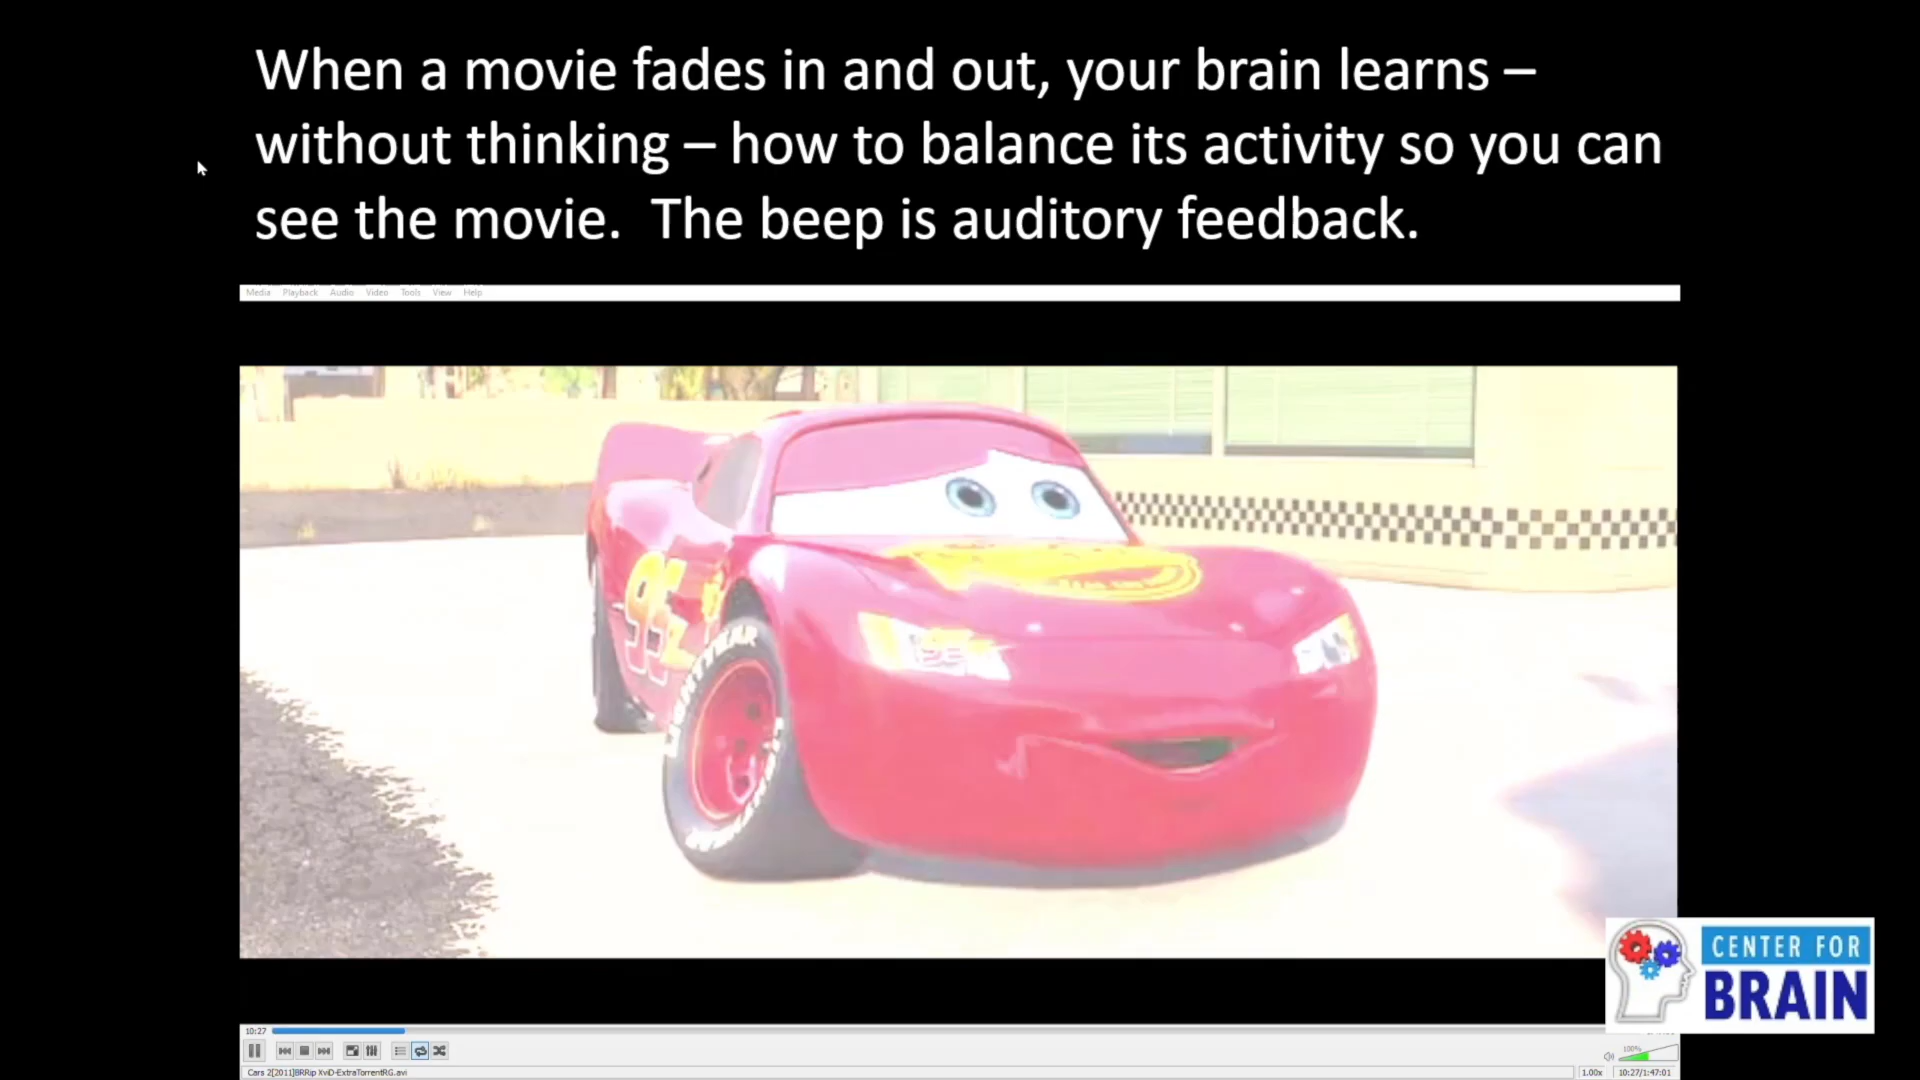 When a movie fades in and out, your brain learns –
without thinking – how to balance its activity so you can
see the movie.  The beep is auditory feedback.
Media Playback Audio Video Tools View Help
95
CENTER FOR
BRAIN
10:27
100%
Cars 2[2011]BRRip XviD-ExtraTorrentRG.avi
1.00x
10:27/1:47:01